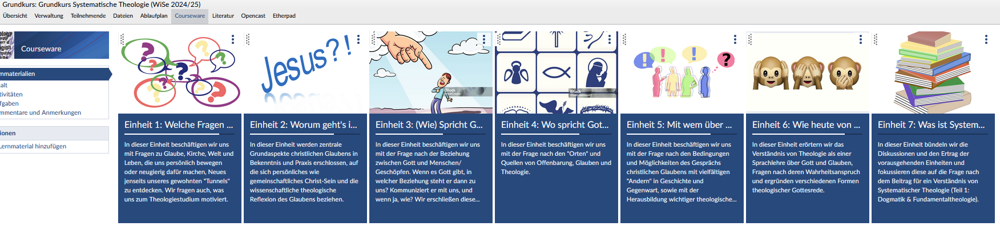 Grundkurs: Grundkurs Systematische Theologie (WiSe 2024/25)
Übersicht Verwaltung Teilnehmende Dateien Ablaufplan Courseware Literatur Opencast Etherpad
Courseware
rnmaterialien
alt
tivitäten
fgaben
mmentare und Anmerkungen
ionen
Lernmaterial hinzufügen
Jesus?!
iStock
iStock
Einheit 1: Welche Fragen ...
In dieser Einheit beschäftigen wir uns
mit Fragen zu Glaube, Kirche, Welt und
Leben, die uns persönlich bewegen
oder neugierig dafür machen, Neues
jenseits unseres gewohnten "Tunnels"
zu entdecken. Wir fragen auch, was
uns zum Theologiestudium motiviert.
Einheit 2: Worum geht's i...
In dieser Einheit werden zentrale
Grundaspekte christlichen Glaubens in
Bekenntnis und Praxis erschlossen, auf
die sich persönliches wie
gemeinschaftliches Christ-Sein und die
wissenschaftliche theologische
Reflexion des Glaubens beziehen.
Einheit 3: (Wie) Spricht G...
In dieser Einheit beschäftigen wir uns
mit der Frage nach der Beziehung
zwischen Gott und Menschen/
Geschöpfen. Wenn es Gott gibt, in
welcher Beziehung steht er dann zu
uns? Kommuniziert er mit uns, und
wenn ja, wie? Wir erschließen diese...
Einheit 4: Wo spricht Got...
In dieser Einheit beschäftigen wir uns
mit der Frage nach den "Orten" und
Quellen von Offenbarung, Glauben und
Theologie.
Einheit 5: Mit wem über ...
In dieser Einheit beschäftigen wir uns
mit der Frage nach den Bedingungen
und Möglichkeiten des Gesprächs
christlichen Glaubens mit vielfältigen
"Andern" in Geschichte und
Gegenwart, sowie mit der
Herausbildung wichtiger theologische...
Einheit 6: Wie heute von ...
In dieser Einheit erörtern wir das
Verständnis von Theologie als einer
Sprachlehre über Gott und Glauben,
Fragen nach deren Wahrheitsanspruch
und ergründen verschiedenen Formen
theologischer Gottesrede.
Einheit 7: Was ist System...
In dieser Einheit bündeln wir die
Diskussionen und den Ertrag der
vorausgehenden Einheiten und
fokussieren diese auf die Frage nach
dem Beitrag für ein Verständnis von
Systematischer Theologie (Teil 1:
Dogmatik & Fundamentaltheologie).